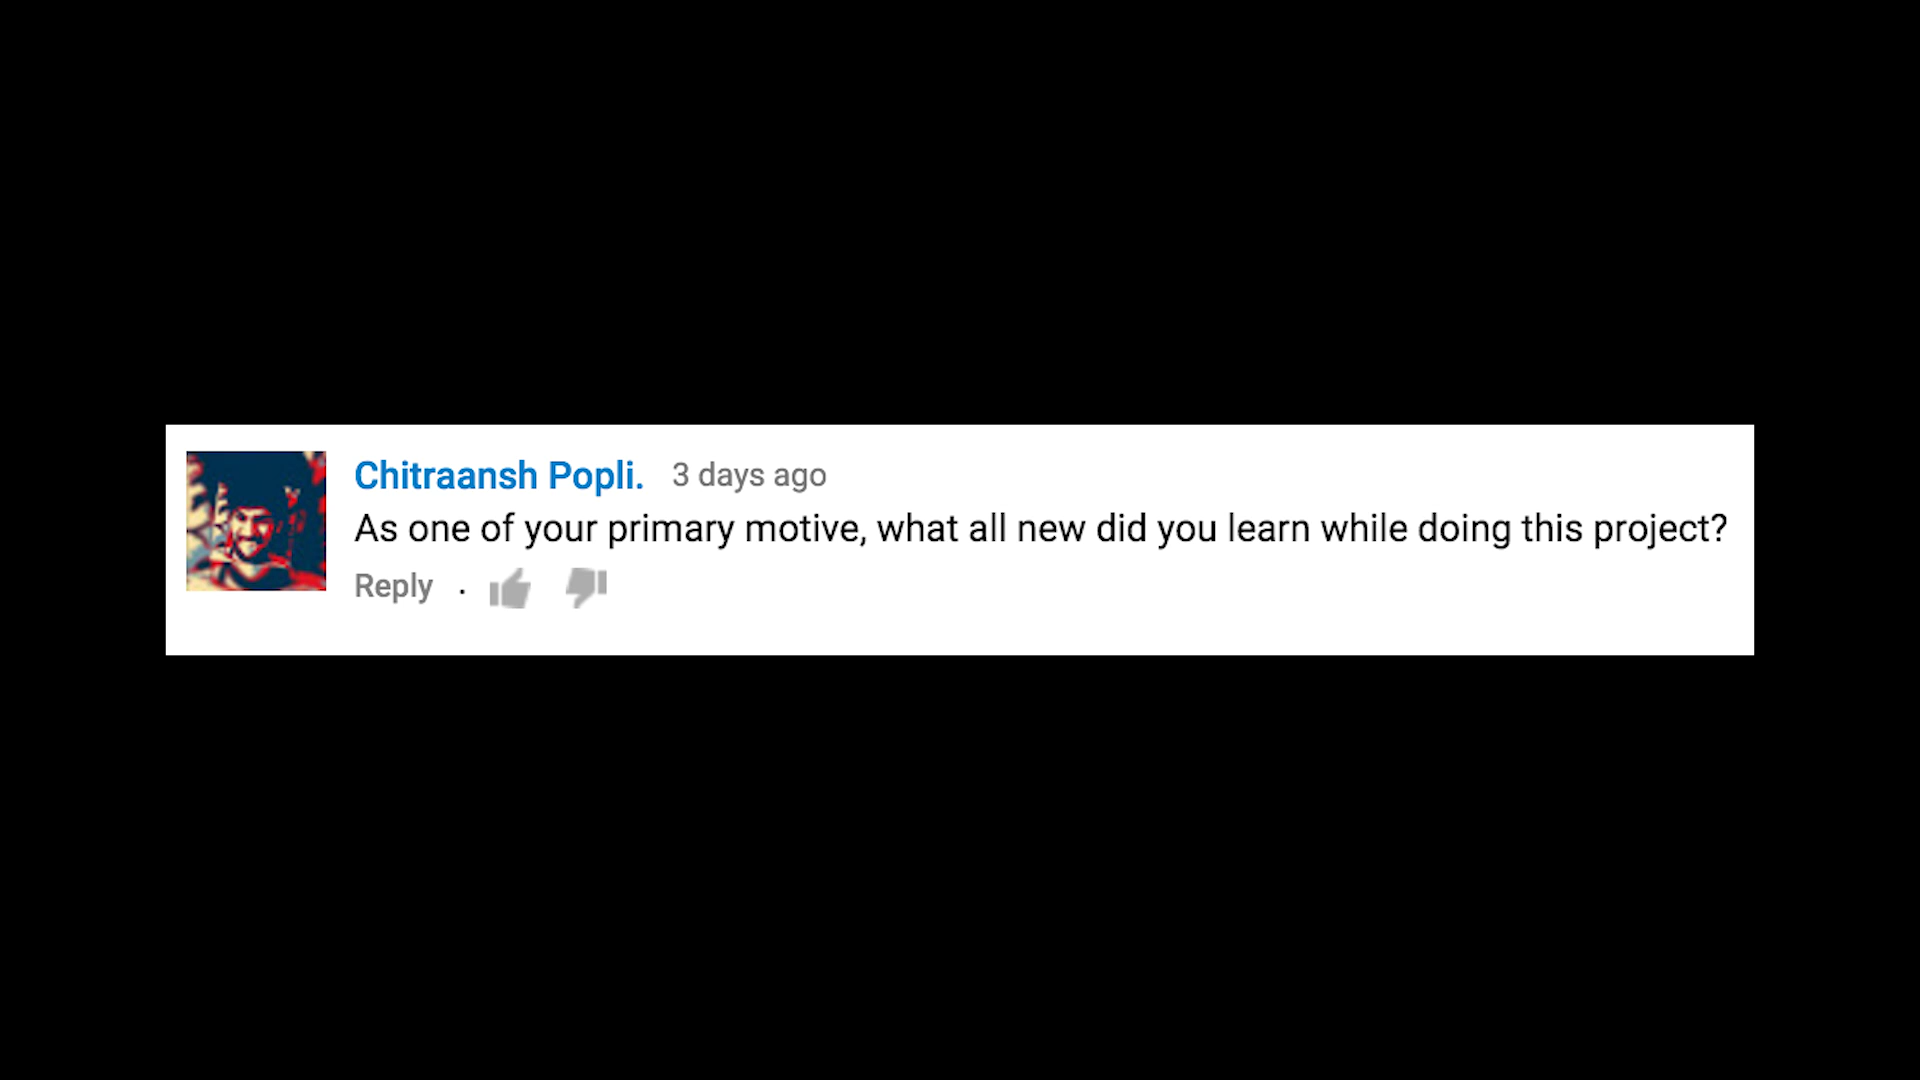 Chitraansh Popli. 3 days ago
As one of your primary motive, what all new did you learn while doing this project?
Reply .